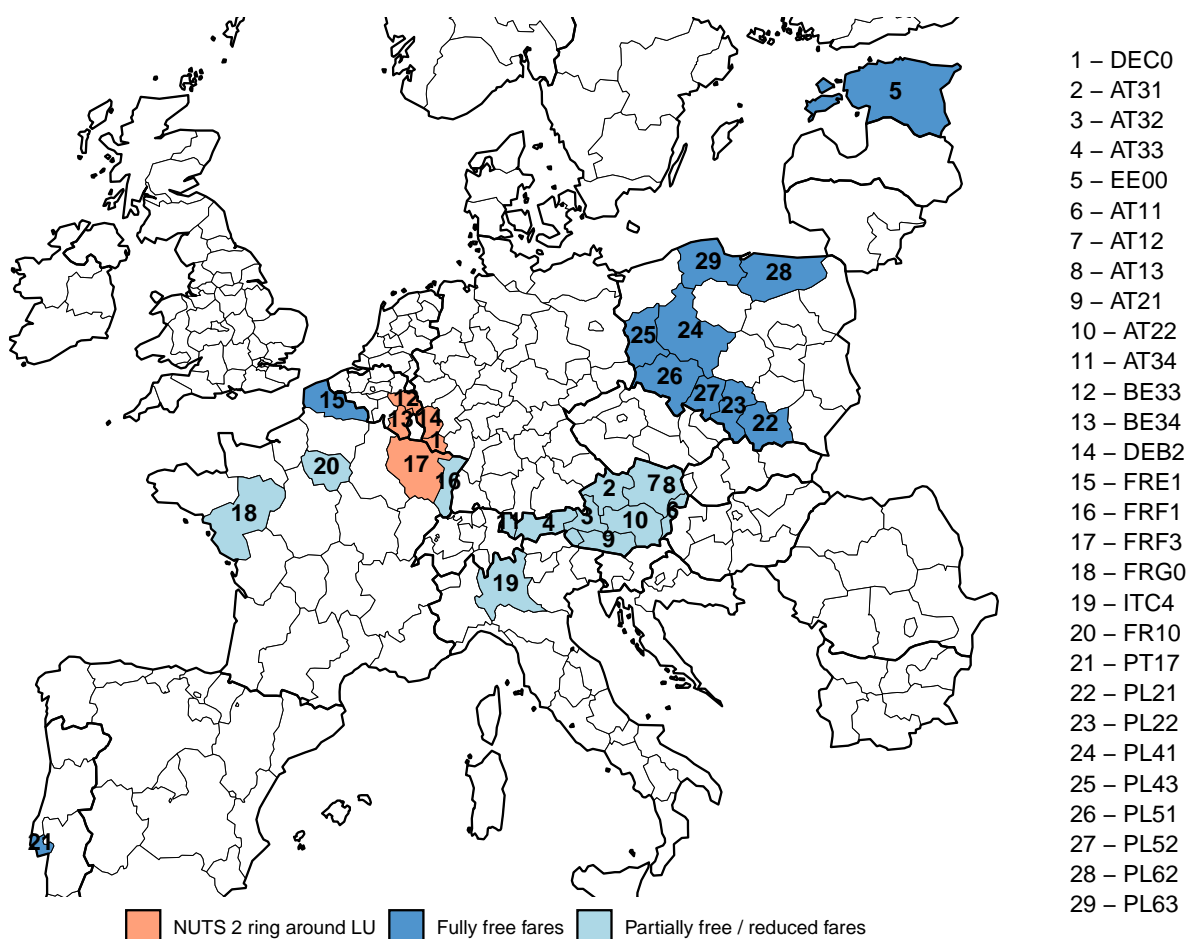 5
29
28
25
24
26
27
23
22
15
12
13
14
1
17
16
20
18
2
7
8
6
3
10
11
4
9
19
21
1 – DEC0
2 – AT31
3 – AT32
4 – AT33
5 – EE00
6 – AT11
7 – AT12
8 – AT13
9 – AT21
10 – AT22
11 – AT34
12 – BE33
13 – BE34
14 – DEB2
15 – FRE1
16 – FRF1
17 – FRF3
18 – FRG0
19 – ITC4
20 – FR10
21 – PT17
22 – PL21
23 – PL22
24 – PL41
25 – PL43
26 – PL51
27 – PL52
28 – PL62
29 – PL63
NUTS 2 ring around LU
Fully free fares
Partially free / reduced fares